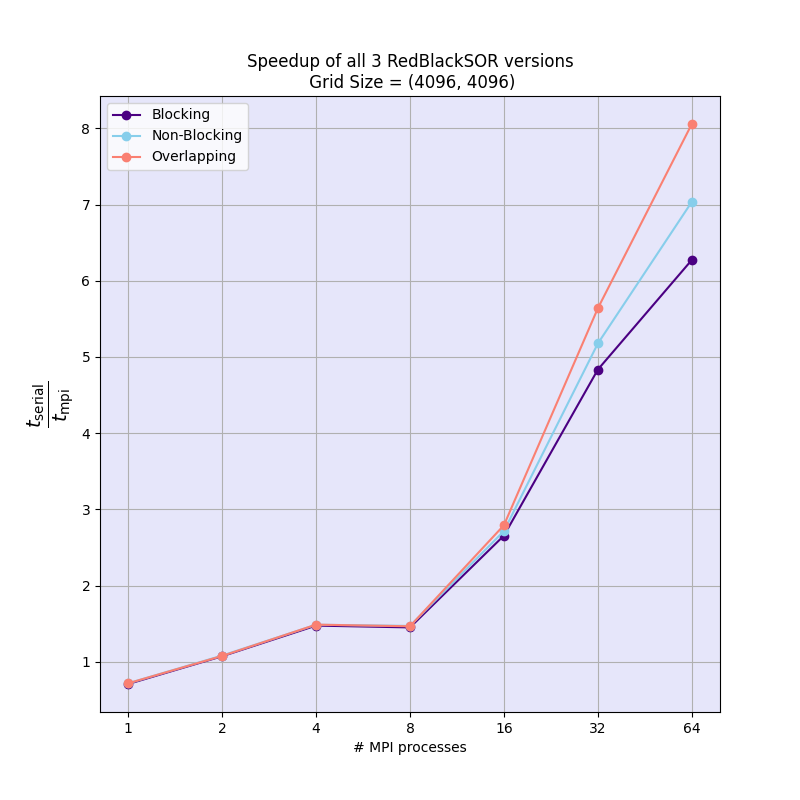 Speedup of all 3 RedBlackSOR versions
Grid Size = (4096, 4096)
Blocking
Non-Blocking
Overlapping
8
7
6
5
4
3
2
1
t_serial
t_mpi
1 2 4 8 16 32 64
# MPI processes